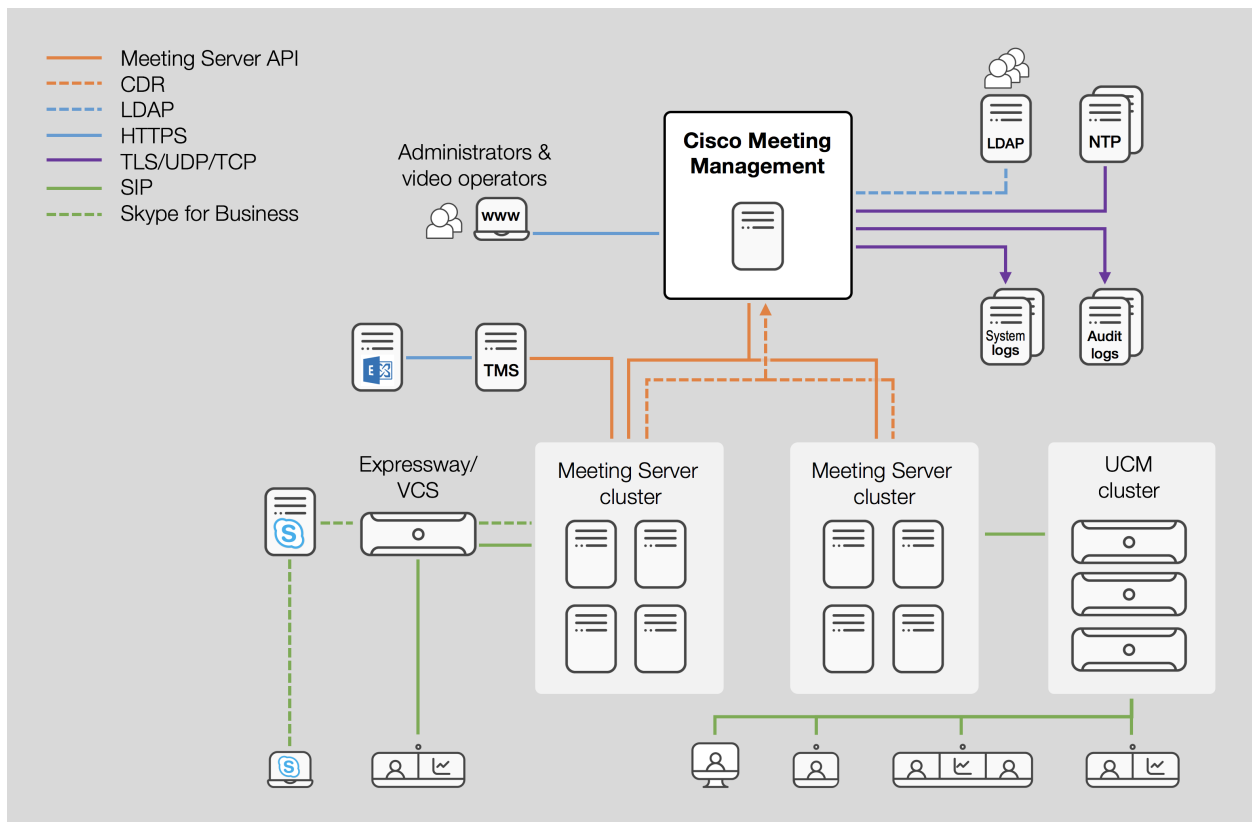 Meeting Server API
CDR
LDAP
HTTPS
TLS/UDP/TCP
SIP
Skype for Business
Administrators &
video operators
www
Cisco Meeting
Management
LDAP
NTP
System
logs
Audit
logs
E
TMS
Expressway/
VCS
Meeting Server
cluster
Meeting Server
cluster
UCM
cluster
S
S